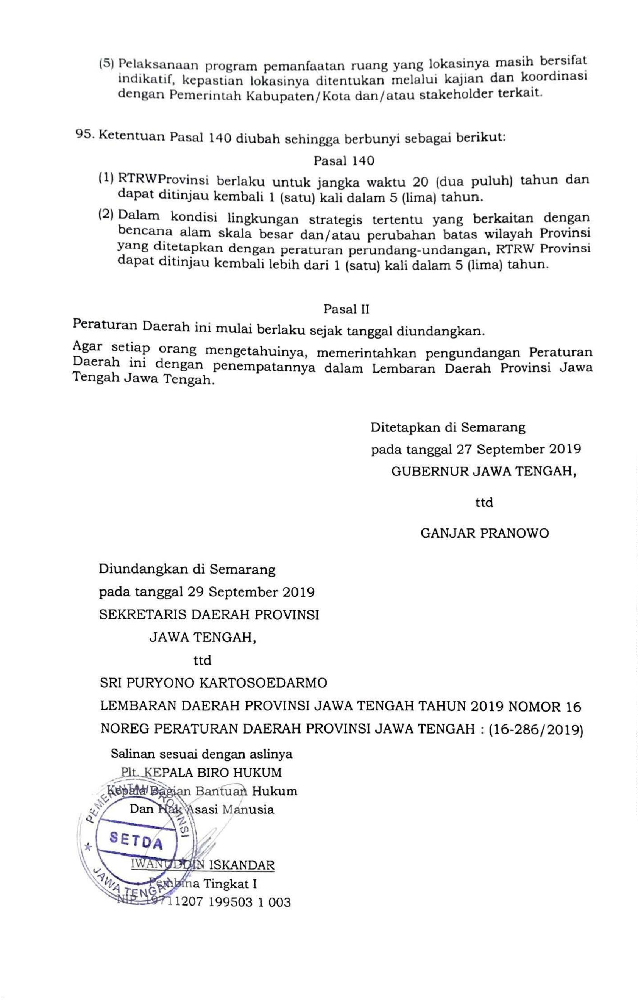 (5) Pelaksanaan program pemanfaatan ruang yang lokasinya masih bersifat
indikatif, kepastian lokasinya ditentukan melalui kajian dan koordinasi
dengan Pemerintah Kabupaten/Kota dan/atau stakeholder terkait.
95. Ketentuan Pasal 140 diubah sehingga berbunyi sebagai berikut:
Pasal 140
(1) RTRWProvinsi berlaku untuk jangka waktu 20 (dua puluh) tahun dan
dapat ditinjau kembali 1 (satu) kali dalam 5 (lima) tahun.
(2) Dalam kondisi lingkungan strategis tertentu yang berkaitan dengan
bencana alam skala besar dan/atau perubahan batas wilayah Provinsi
yang ditetapkan dengan peraturan perundang-undangan, RTRW Provinsi
dapat ditinjau kembali lebih dari 1 (satu) kali dalam 5 (lima) tahun.
Pasal II
Peraturan Daerah ini mulai berlaku sejak tanggal diundangkan.
Agar setiap orang mengetahuinya, memerintahkan pengundangan Peraturan
Daerah ini dengan penempatannya dalam Lembaran Daerah Provinsi Jawa
Tengah Jawa Tengah.
Ditetapkan di Semarang
pada tanggal 27 September 2019
GUBERNUR JAWA TENGAH,
ttd
GANJAR PRANOWO
Diundangkan di Semarang
pada tanggal 29 September 2019
SEKRETARIS DAERAH PROVINSI
JAWA TENGAH,
ttd
SRI PURYONO KARTOSOEDARMO
LEMBARAN DAERAH PROVINSI JAWA TENGAH TAHUN 2019 NOMOR 16
NOREG PERATURAN DAERAH PROVINSI JAWA TENGAH : (16-286/2019)
Salinan sesuai dengan aslinya
Plt. KEPALA BIRO HUKUM
Kepala Bagian Bantuan Hukum
Dan Hak Asasi Manusia
PEMERINTAH PROVINSI
SETDA
JAWA TENGAH
IWANUDDIN ISKANDAR
Pembina Tingkat I
NIP. 19711207 199503 1 003